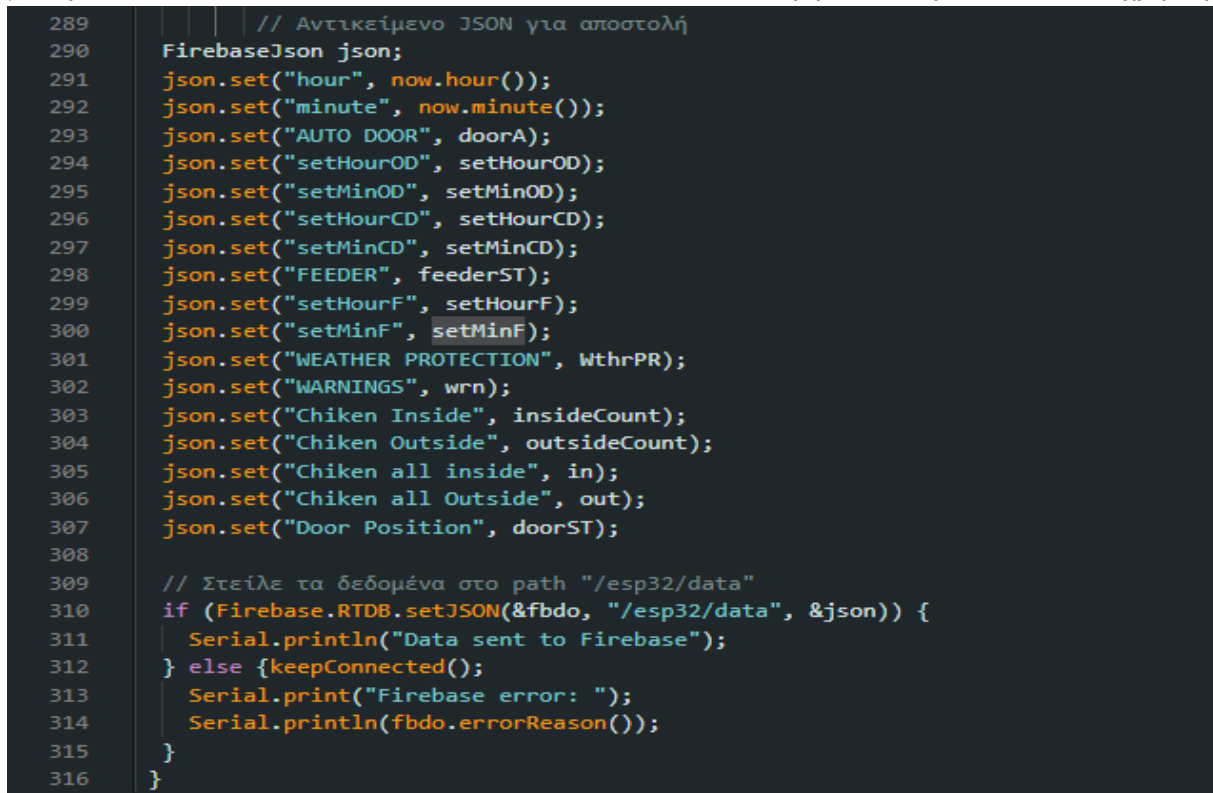 289 // Αντικείμενο JSON για αποστολή
290 FirebaseJson json;
291 json.set("hour", now.hour());
292 json.set("minute", now.minute());
293 json.set("AUTO DOOR", doorA);
294 json.set("setHourOD", setHourOD);
295 json.set("setMinOD", setMinOD);
296 json.set("setHourCD", setHourCD);
297 json.set("setMinCD", setMinCD);
298 json.set("FEEDER", feederST);
299 json.set("setHourF", setHourF);
300 json.set("setMinF", setMinF);
301 json.set("WEATHER PROTECTION", WthrPR);
302 json.set("WARNINGS", wrn);
303 json.set("Chiken Inside", insideCount);
304 json.set("Chiken Outside", outsideCount);
305 json.set("Chiken all inside", in);
306 json.set("Chiken all Outside", out);
307 json.set("Door Position", doorST);
308
309 // Στείλε τα δεδομένα στο path "/esp32/data"
310 if (Firebase.RTDB.setJSON(&fbdo, "/esp32/data", &json)) {
311 Serial.println("Data sent to Firebase");
312 } else {keepConnected();
313 Serial.print("Firebase error: ");
314 Serial.println(fbdo.errorReason());
315 }
316 }